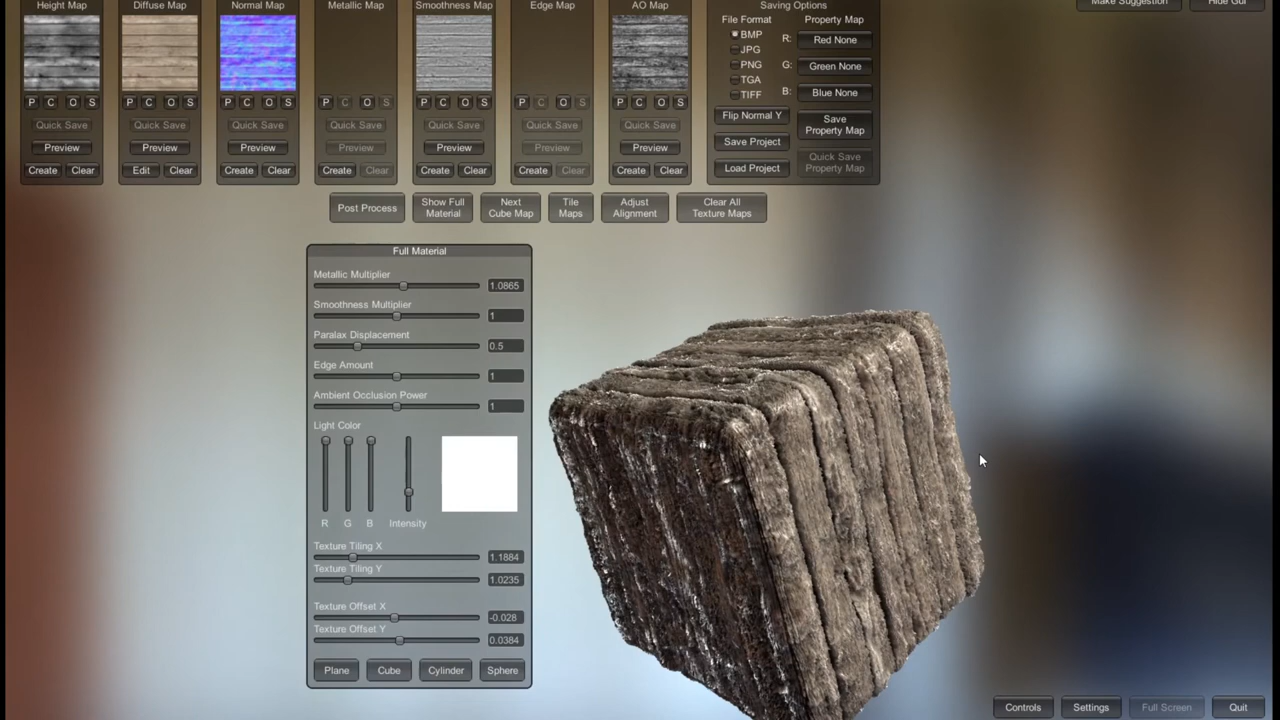 Height Map
Diffuse Map
Normal Map
Metallic Map
Smoothness Map
Edge Map
AO Map
Saving Options
Make Suggestion
Hide Gui
P C O S
P C O S
P C O S
P C O S
P C O S
P C O S
P C O S
Quick Save
Quick Save
Quick Save
Quick Save
Quick Save
Quick Save
Quick Save
Preview
Preview
Preview
Preview
Preview
Preview
Preview
Create Clear
Edit Clear
Create Clear
Create Clear
Create Clear
Create Clear
Create Clear
File Format
BMP
JPG
PNG
TGA
TIFF
Flip Normal Y
Save Project
Load Project
Property Map
R: Red None
G: Green None
B: Blue None
Save
Property Map
Quick Save
Property Map
Post Process
Show Full
Material
Next
Cube Map
Tile
Maps
Adjust
Alignment
Clear All
Texture Maps
Full Material
Metallic Multiplier
1.0865
Smoothness Multiplier
1
Paralax Displacement
0.5
Edge Amount
1
Ambient Occlusion Power
1
Light Color
R G B Intensity
Texture Tiling X
1.1884
Texture Tiling Y
1.0235
Texture Offset X
-0.028
Texture Offset Y
0.0384
Plane Cube Cylinder Sphere
Controls Settings Full Screen Quit